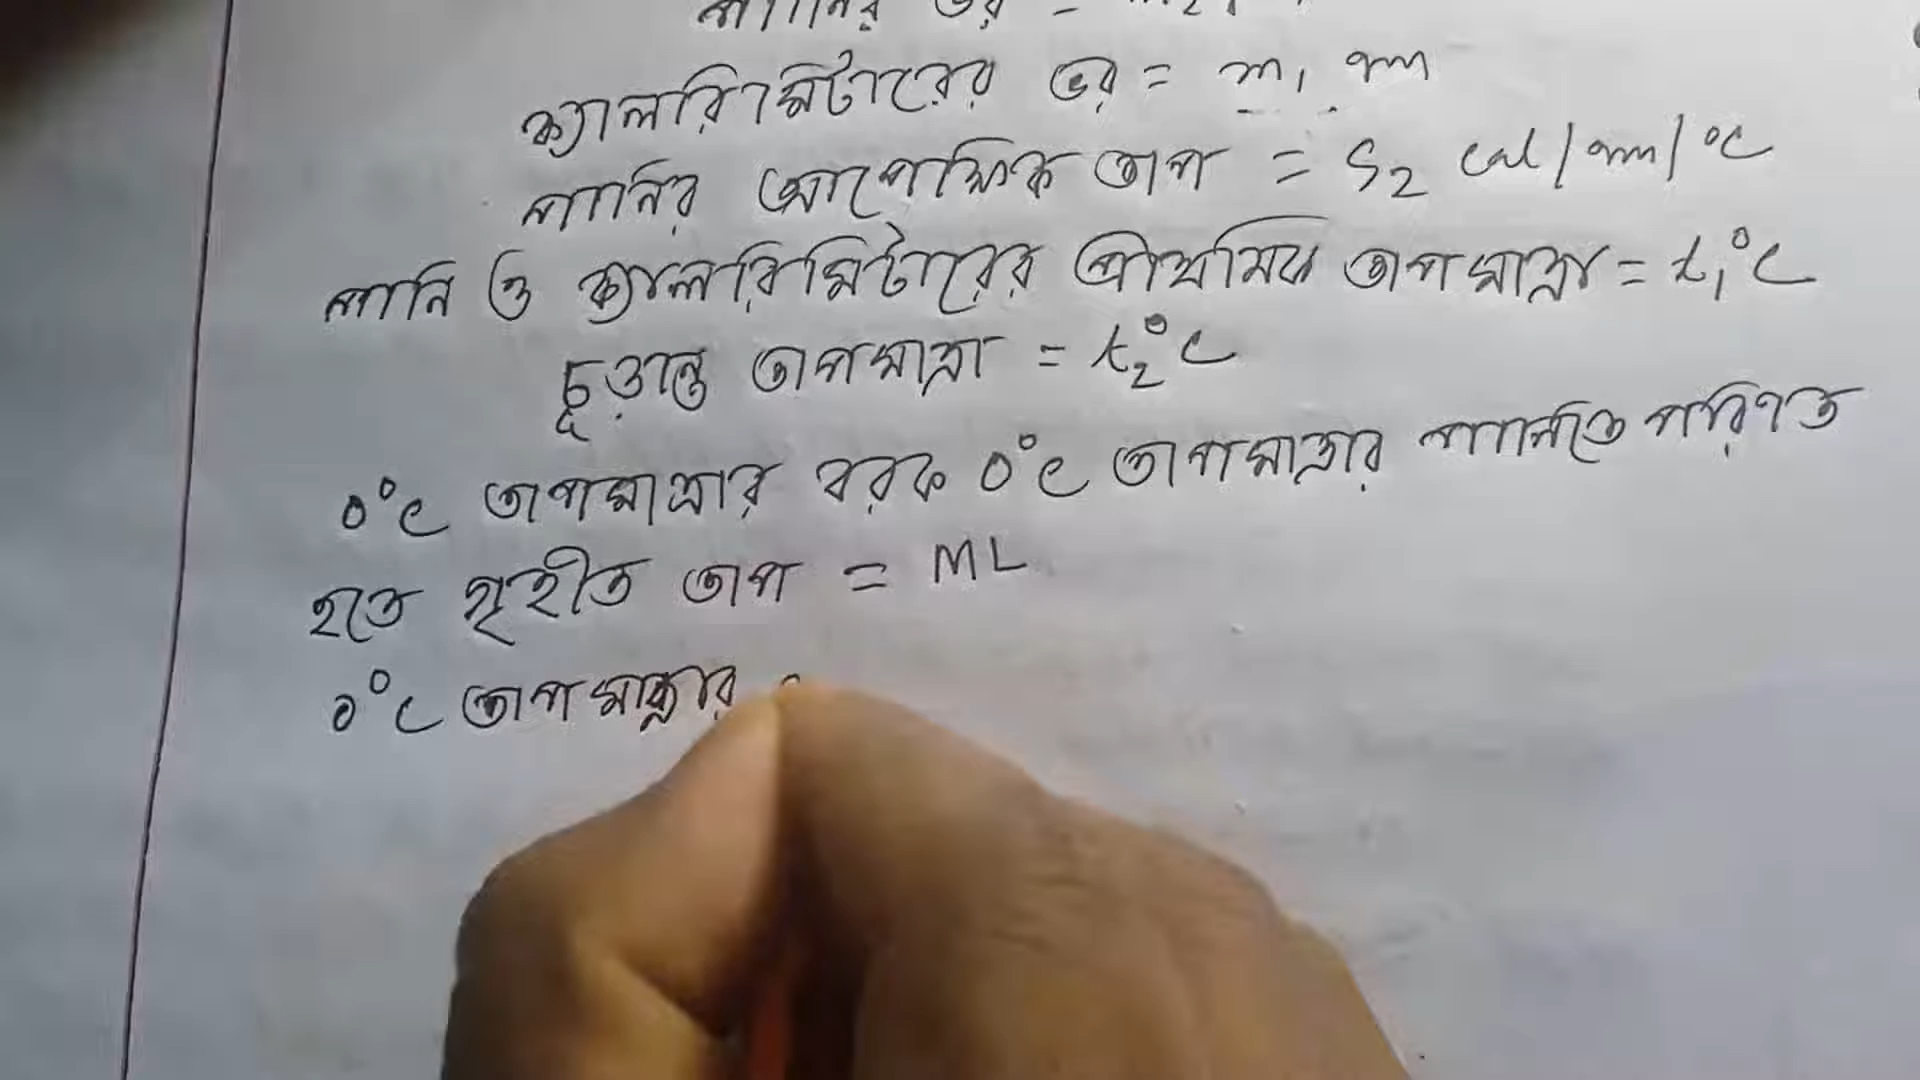 পানির ভর =
ক্যালরিমিটারের ভর = m₁ gm
পানির আপেক্ষিক তাপ = S₂ cal/gm/°C
পানি ও ক্যালরিমিটারের প্রাথমিক তাপমাত্রা = t₁°C
চূড়ান্ত তাপমাত্রা = t₂°C
0°C তাপমাত্রার বরফ 0°C তাপমাত্রার পানিতে পরিণত
হতে গৃহীত তাপ = ML
0°C তাপমাত্রার